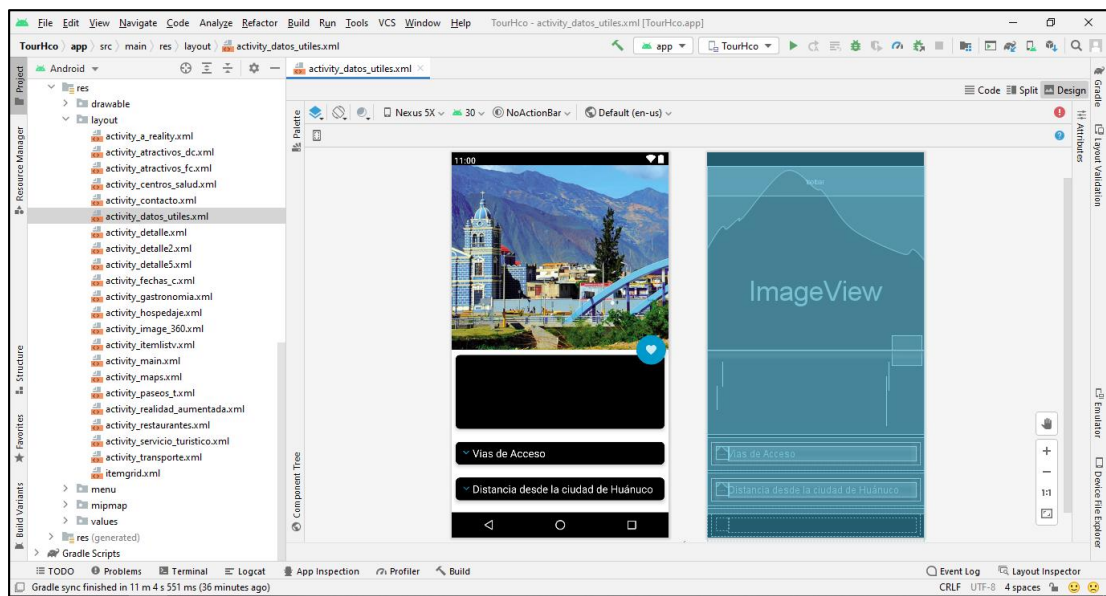 File Edit View Navigate Code Analyze Refactor Build Run Tools VCS Window Help TourHco - activity_datos_utiles.xml [TourHco.app]
TourHco app src main res layout activity_datos_utiles.xml app TourHco
Project Android activity_datos_utiles.xml Gradle
res
drawable
layout
activity_a_reality.xml
activity_atractivos_dc.xml
activity_atractivos_fc.xml
activity_centros_salud.xml
activity_contacto.xml
activity_datos_utiles.xml
activity_detalle.xml
activity_detalle2.xml
activity_detalle5.xml
activity_fechas_c.xml
activity_gastronomia.xml
activity_hospedaje.xml
activity_image_360.xml
activity_itemlistv.xml
activity_main.xml
activity_maps.xml
activity_paseos_t.xml
activity_realidad_aumentada.xml
activity_restaurantes.xml
activity_servicio_turistico.xml
activity_transporte.xml
itemgrid.xml
menu
mipmap
values
res (generated)
Gradle Scripts
Resource Manager
Structure
Favorites
Build Variants
Code Split Design
Palette
Nexus 5X 30 NoActionBar Default (en-us)
Attributes
Layout Validation
11:00
ImageView
Vias de Acceso
Distancia desde la ciudad de Huánuco
Vias de Acceso
Distancia desde la ciudad de Huánuco
Component Tree
1:1
Emulator
Device File Explorer
TODO Problems Terminal Logcat App Inspection Profiler Build Event Log Layout Inspector
Gradle sync finished in 11 m 4 s 551 ms (36 minutes ago) CRLF UTF-8 4 spaces